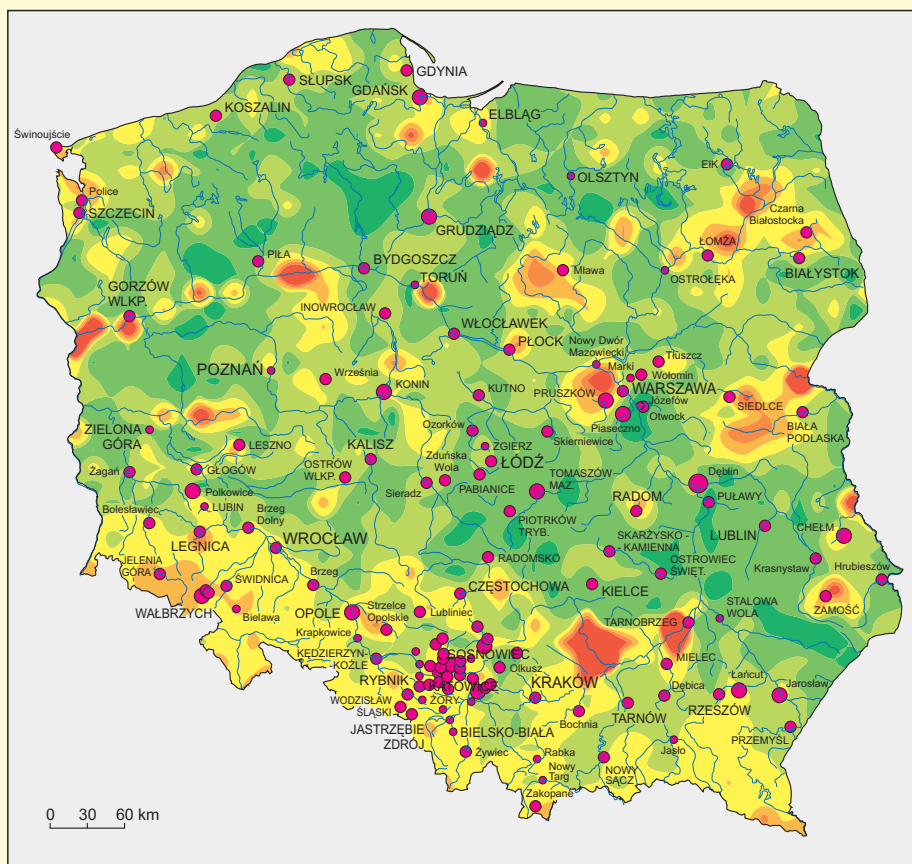 GDYNIA
SŁUPSK
GDAŃSK
KOSZALIN
ELBLĄG
Świnoujście
EŁK
OLSZTYN
Police
SZCZECIN
Czarna
Białostocka
GRUDZIĄDZ
ŁOMŻA
PIŁA
BYDGOSZCZ
Mława
BIAŁYSTOK
OSTROŁĘKA
TORUŃ
GORZÓW
WLKP.
INOWROCŁAW
WŁOCŁAWEK
PŁOCK
Nowy Dwór
Mazowiecki
Tłuszcz
POZNAŃ
Marki
Wołomin
Września
KONIN
KUTNO
PRUSZKÓW
WARSZAWA
Józefów
Otwock
SIEDLCE
Piaseczno
BIAŁA
PODLASKA
ZIELONA
GÓRA
Ozorków
Skierniewice
LESZNO
ZGIERZ
KALISZ
Zduńska
Wola
ŁÓDŹ
Żagań
GŁOGÓW
OSTRÓW
WLKP.
TOMASZÓW
MAZ.
Dęblin
Sieradz
PABIANICE
Polkowice
LUBIN
RADOM
PUŁAWY
Bolesławiec
Brzeg
Dolny
PIOTRKÓW
TRYB.
LUBLIN
CHEŁM
LEGNICA
WROCŁAW
SKARŻYSKO -
- KAMIENNA
RADOMSKO
Krasnystaw
JELENIA
GÓRA
ŚWIDNICA
Brzeg
CZĘSTOCHOWA
KIELCE
OSTROWIEC
ŚWIĘT.
Hrubieszów
WAŁBRZYCH
Bielawa
OPOLE
Strzelce
Opolskie
Lubliniec
STALOWA
WOLA
ZAMOŚĆ
TARNOBRZEG
Krapkowice
KĘDZIERZYN-
KOŹLE
SOSNOWIEC
Olkusz
MIELEC
RYBNIK
KATOWICE
KRAKÓW
Łańcut
Jarosław
WODZISŁAW
ŚLĄSKI
ŻORY
Dębica
RZESZÓW
Bochnia
TARNÓW
JASTRZĘBIE
ZDRÓJ
BIELSKO-BIAŁA
PRZEMYŚL
Żywiec
Rabka
Jasło
Nowy
Targ
NOWY
SĄCZ
Zakopane
0 30 60 km